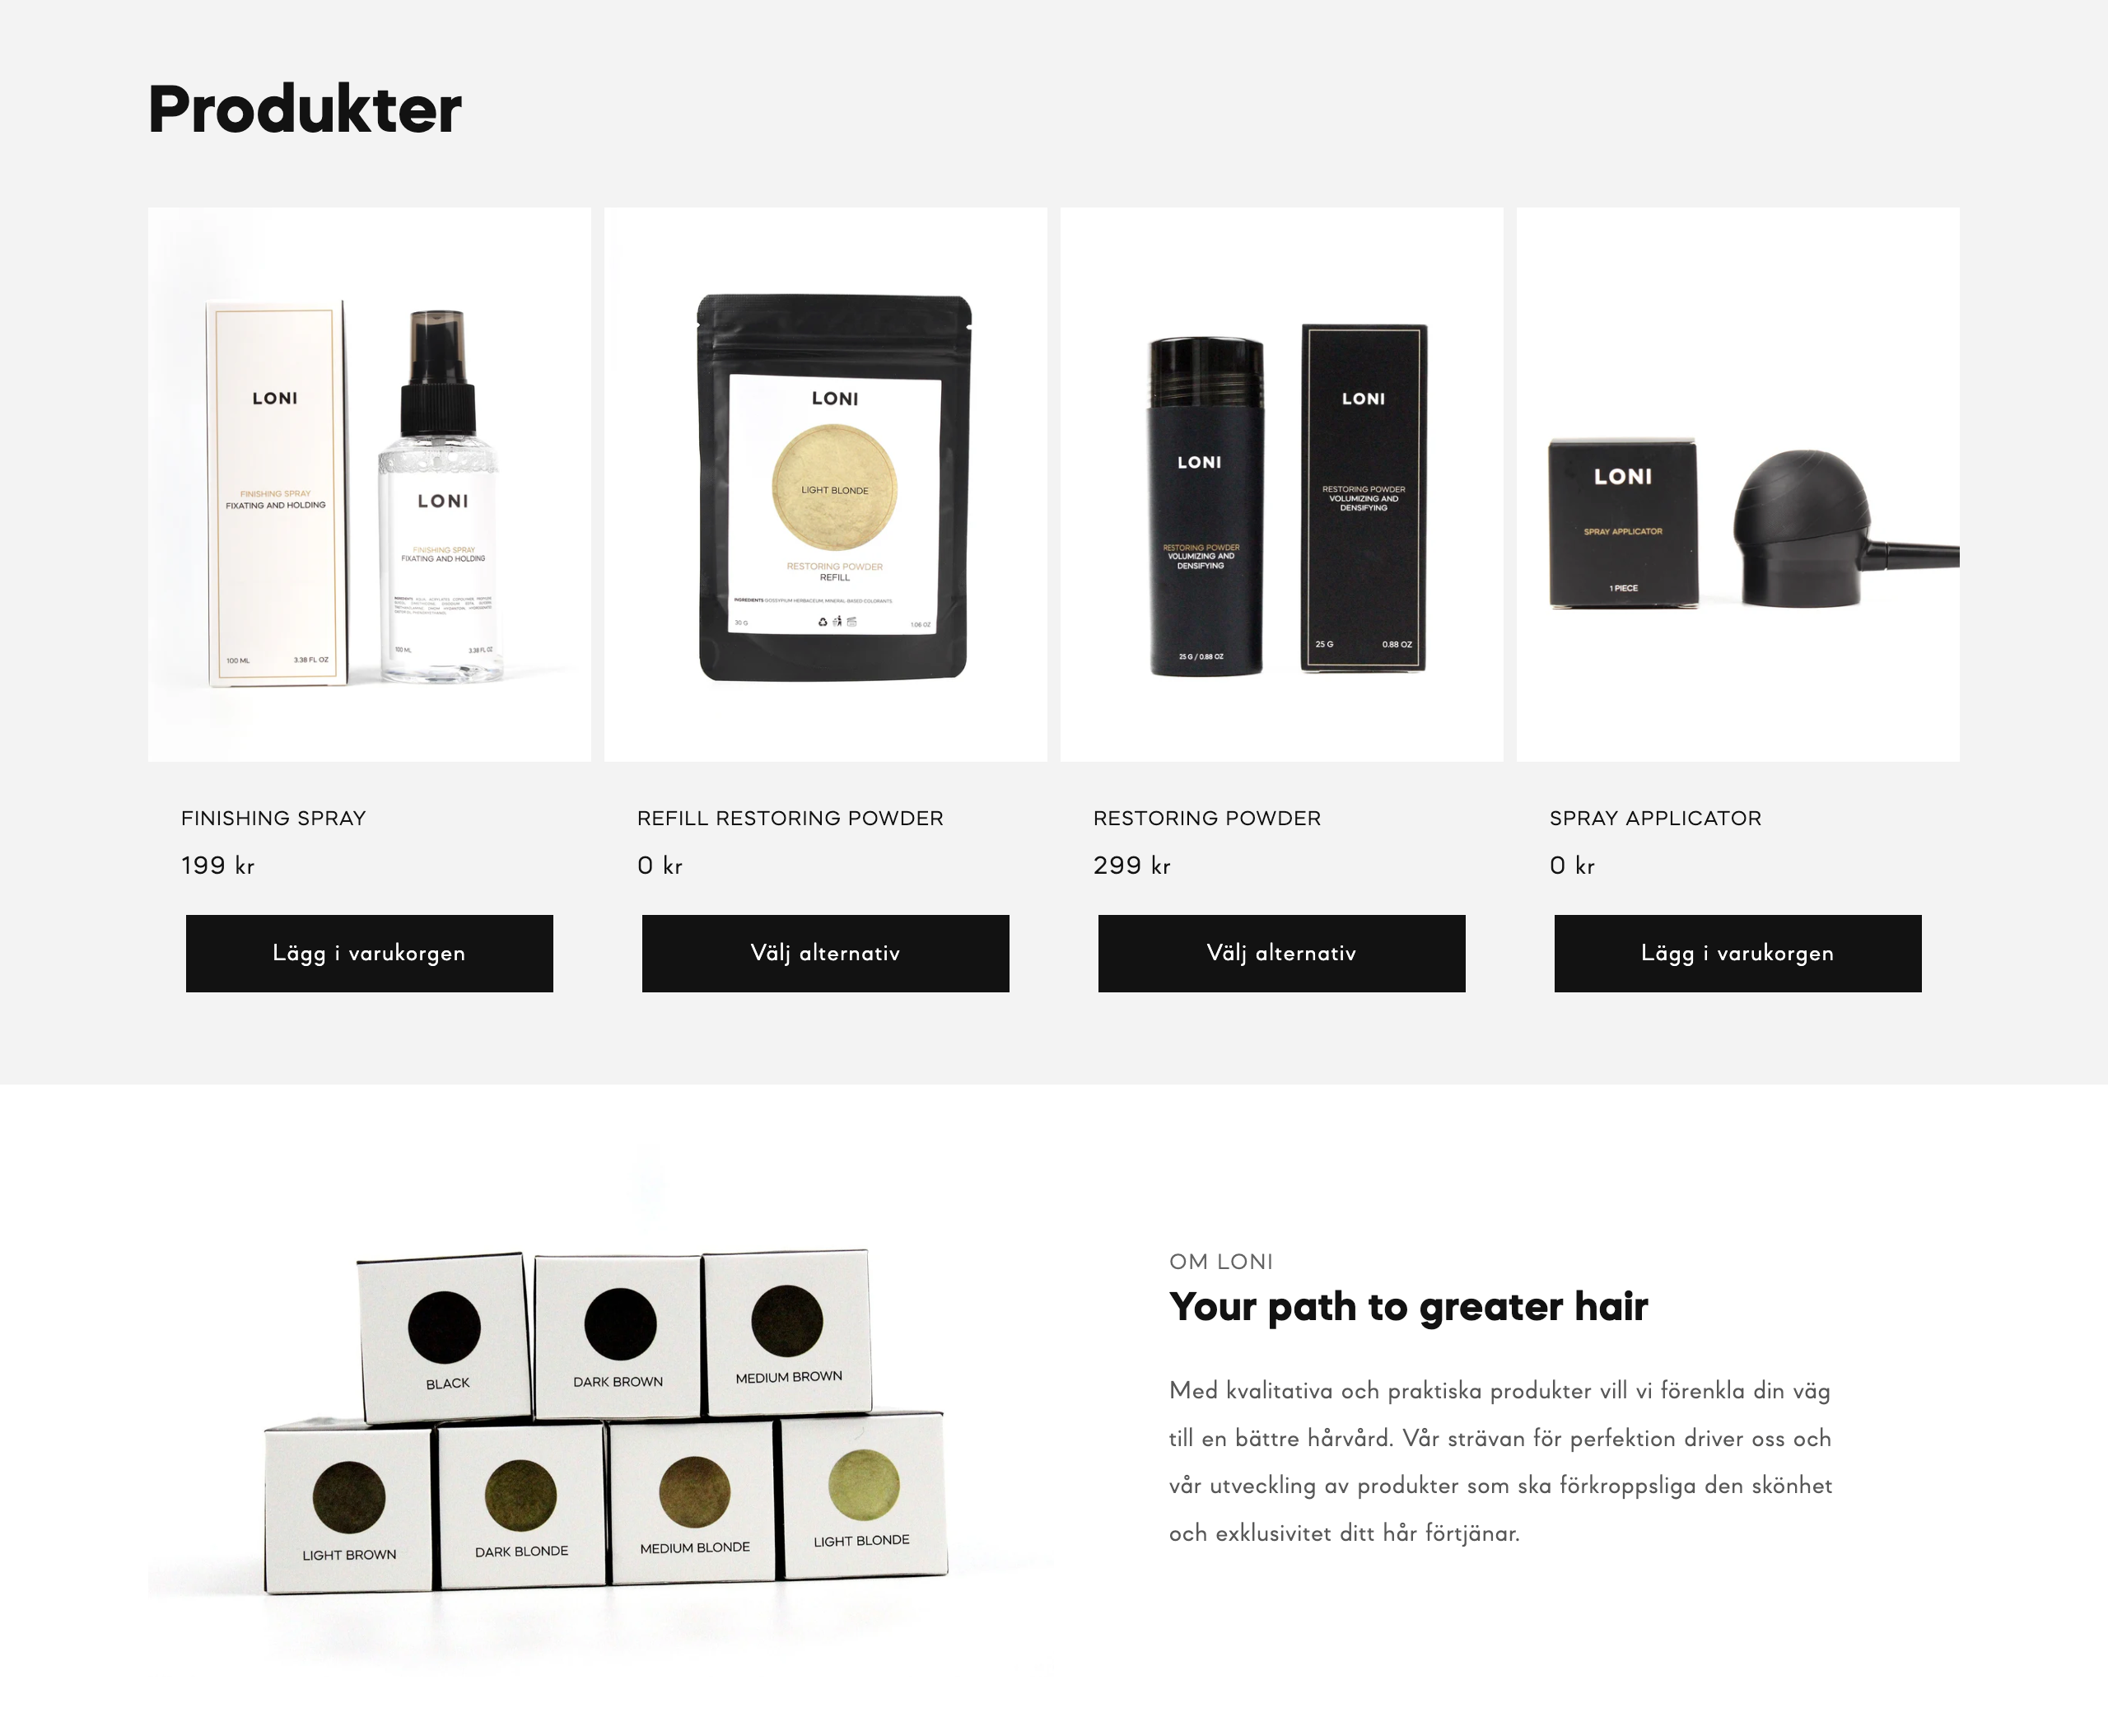 Produkter
LONI
FINISHING SPRAY
FIXATING AND HOLDING
100 ML 3.38 FL OZ
LONI
FINISHING SPRAY
FIXATING AND HOLDING
100 ML 3.38 FL OZ
LONI
LIGHT BLONDE
RESTORING POWDER
REFILL
INGREDIENTS GOSSYPIUM HERBACEUM, MINERAL BASED COLORANTS.
30 G 1.06 OZ
LONI
RESTORING POWDER
VOLUMIZING AND
DENSIFYING
25 G / 0.88 OZ
LONI
RESTORING POWDER
VOLUMIZING AND
DENSIFYING
25 G 0.88 OZ
LONI
SPRAY APPLICATOR
1 PIECE
FINISHING SPRAY
199 kr
Lägg i varukorgen
REFILL RESTORING POWDER
0 kr
Välj alternativ
RESTORING POWDER
299 kr
Välj alternativ
SPRAY APPLICATOR
0 kr
Lägg i varukorgen
BLACK
DARK BROWN
MEDIUM BROWN
LIGHT BROWN
DARK BLONDE
MEDIUM BLONDE
LIGHT BLONDE
OM LONI
Your path to greater hair
Med kvalitativa och praktiska produkter vill vi förenkla din väg
till en bättre hårvård. Vår strävan för perfektion driver oss och
vår utveckling av produkter som ska förkroppsliga den skönhet
och exklusivitet ditt hår förtjänar.